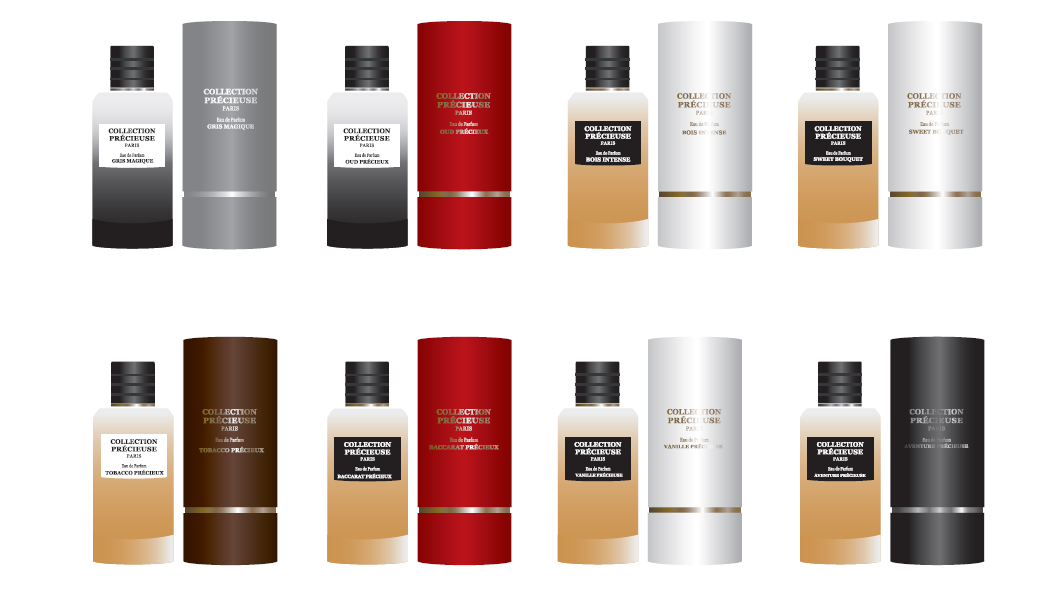 COLLECTION
PRÉCIEUSE
PARIS
Eau de Parfum
GRIS MAGIQUE
COLLECTION
PRÉCIEUSE
PARIS
Eau de Parfum
GRIS MAGIQUE
COLLECTION
PRÉCIEUSE
PARIS
Eau de Parfum
OUD PRÉCIEUX
COLLECTION
PRÉCIEUSE
PARIS
Eau de Parfum
OUD PRÉCIEUX
COLLECTION
PRÉCIEUSE
PARIS
Eau de Parfum
BOIS INTENSE
COLLECTION
PRÉCIEUSE
PARIS
Eau de Parfum
BOIS INTENSE
COLLECTION
PRÉCIEUSE
PARIS
Eau de Parfum
SWEET BOUQUET
COLLECTION
PRÉCIEUSE
PARIS
Eau de Parfum
SWEET BOUQUET
COLLECTION
PRÉCIEUSE
PARIS
Eau de Parfum
TOBACCO PRÉCIEUX
COLLECTION
PRÉCIEUSE
PARIS
Eau de Parfum
TOBACCO PRÉCIEUX
COLLECTION
PRÉCIEUSE
PARIS
Eau de Parfum
BACCARAT PRÉCIEUX
COLLECTION
PRÉCIEUSE
PARIS
Eau de Parfum
BACCARAT PRÉCIEUX
COLLECTION
PRÉCIEUSE
PARIS
Eau de Parfum
VANILLE PRÉCIEUSE
COLLECTION
PRÉCIEUSE
PARIS
Eau de Parfum
VANILLE PRÉCIEUSE
COLLECTION
PRÉCIEUSE
PARIS
Eau de Parfum
AVENTURE PRÉCIEUSE
COLLECTION
PRÉCIEUSE
PARIS
Eau de Parfum
AVENTURE PRÉCIEUSE